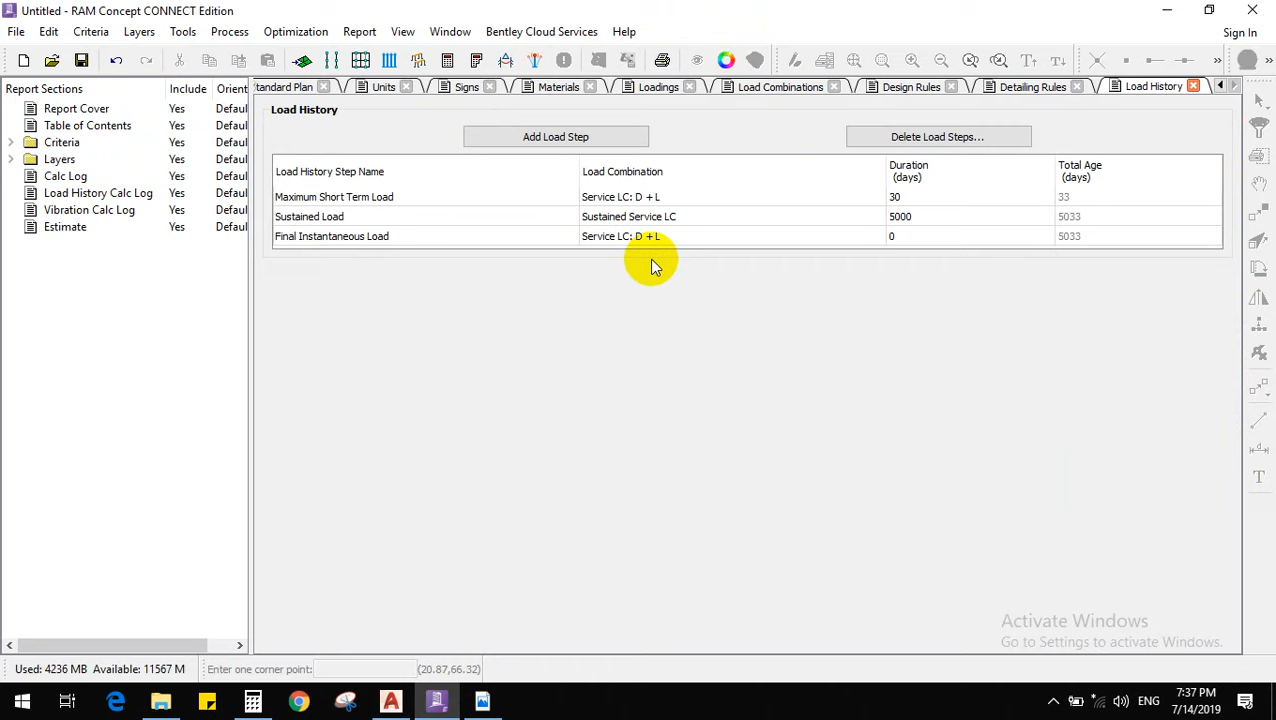 Untitled - RAM Concept CONNECT Edition
File Edit Criteria Layers Tools Process Optimization Report View Window Bentley Cloud Services Help
Sign In
Report Sections Include Orient
Report Cover Yes Defaul
Table of Contents Yes Defaul
Criteria Yes Defaul
Layers Yes Defaul
Calc Log Yes Defaul
Load History Calc Log Yes Defaul
Vibration Calc Log Yes Defaul
Estimate Yes Defaul
tandard Plan Units Signs Materials Loadings Load Combinations Design Rules Detailing Rules Load History
Load History
Add Load Step Delete Load Steps...
Load History Step Name Load Combination Duration (days) Total Age (days)
Maximum Short Term Load Service LC: D + L 30 33
Sustained Load Sustained Service LC 5000 5033
Final Instantaneous Load Service LC: D + L 0 5033
Activate Windows
Go to Settings to activate Windows.
Used: 4236 MB Available: 11567 M Enter one corner point: (20.87,66.32)
ENG 7:37 PM
7/14/2019